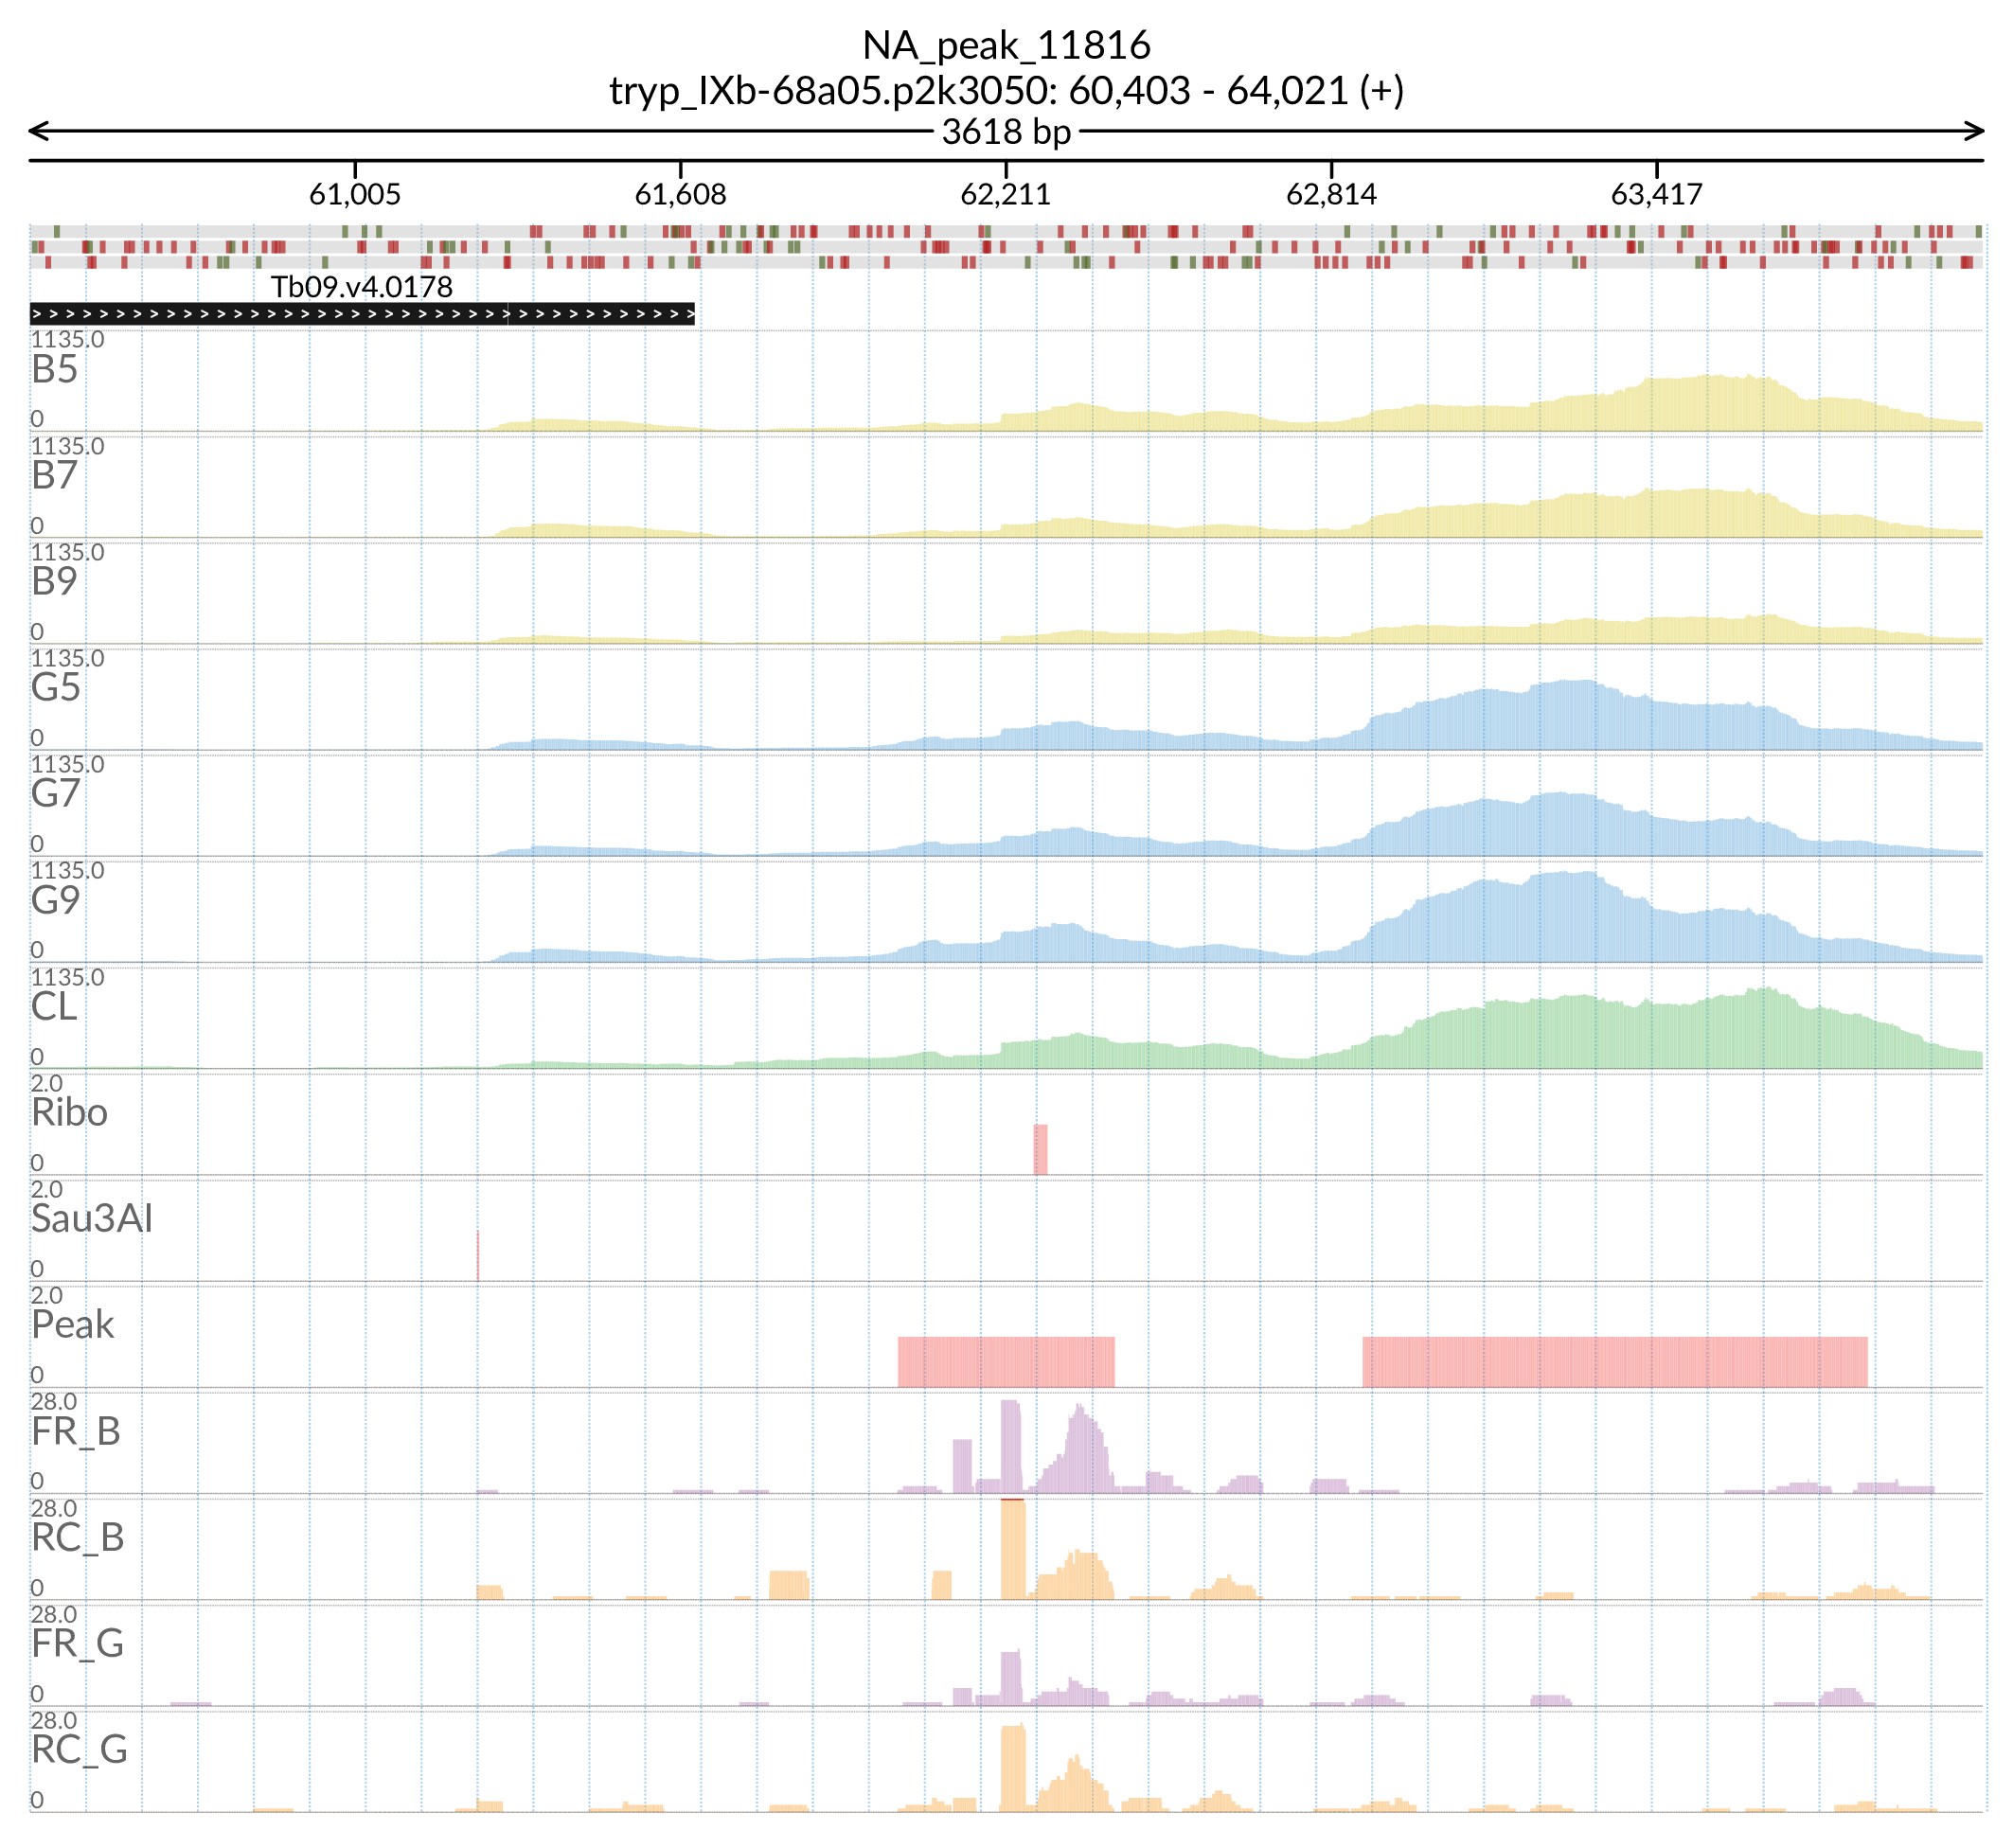 NA_peak_11816
tryp_IXb-68a05.p2k3050: 60,403 - 64,021 (+)
3618 bp
61,005 61,608 62,211 62,814 63,417
Tb09.v4.0178
1135.0
B5
0
1135.0
B7
0
1135.0
B9
0
1135.0
G5
0
1135.0
G7
0
1135.0
G9
0
1135.0
CL
0
2.0
Ribo
0
2.0
Sau3AI
0
2.0
Peak
0
28.0
FR_B
0
28.0
RC_B
0
28.0
FR_G
0
28.0
RC_G
0